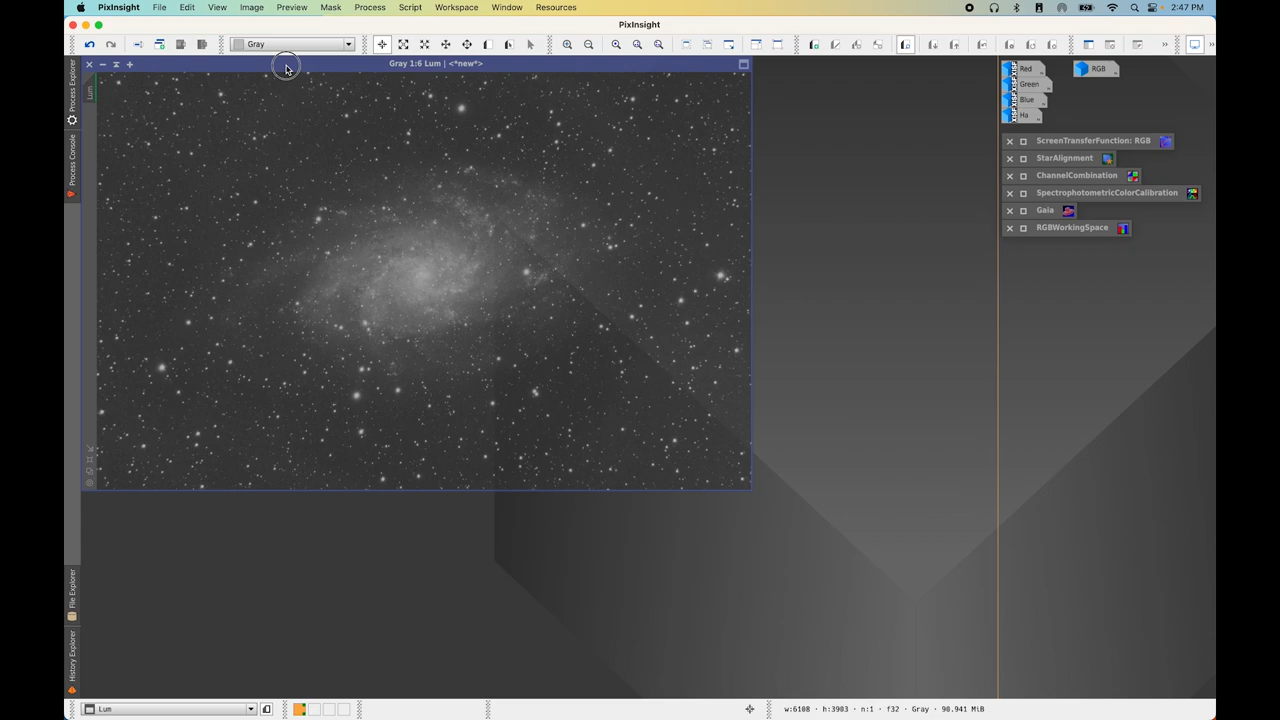 PixInsight File Edit View Image Preview Mask Process Script Workspace Window Resources 2:47 PM
PixInsight
Gray
Gray 1:6 Lum | <*new*>
Lum
Process Explorer
Process Console
File Explorer
History Explorer
Red
RGB
Green
Blue
Ha
ScreenTransferFunction: RGB
StarAlignment
ChannelCombination
SpectrophotometricColorCalibration
Gaia
RGBWorkingSpace
Lum
w:6108 · h:3903 · n:1 · f32 · Gray · 90.941 MiB